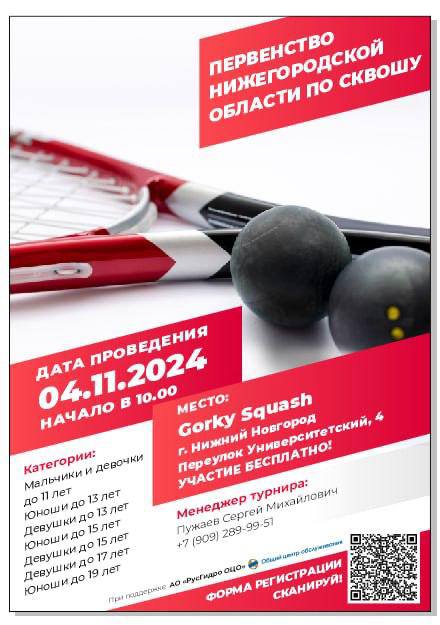 ПЕРВЕНСТВО
НИЖЕГОРОДСКОЙ
ОБЛАСТИ ПО СКВОШУ
ДАТА ПРОВЕДЕНИЯ
04.11.2024
НАЧАЛО В 10.00
МЕСТО:
Gorky Squash
г. Нижний Новгород
Переулок Университетский, 4
УЧАСТИЕ БЕСПЛАТНО!
Категории:
Мальчики и девочки
до 11 лет
Юноши до 13 лет
Девушки до 13 лет
Юноши до 15 лет
Девушки до 15 лет
Девушки до 17 лет
Юноши до 19 лет
Менеджер турнира:
Пужаев Сергей Михайлович
+7 (909) 289-99-51
При поддержке АО «РусГидро ОЦО» Общий центр обслуживания
ФОРМА РЕГИСТРАЦИИ
СКАНИРУЙ!